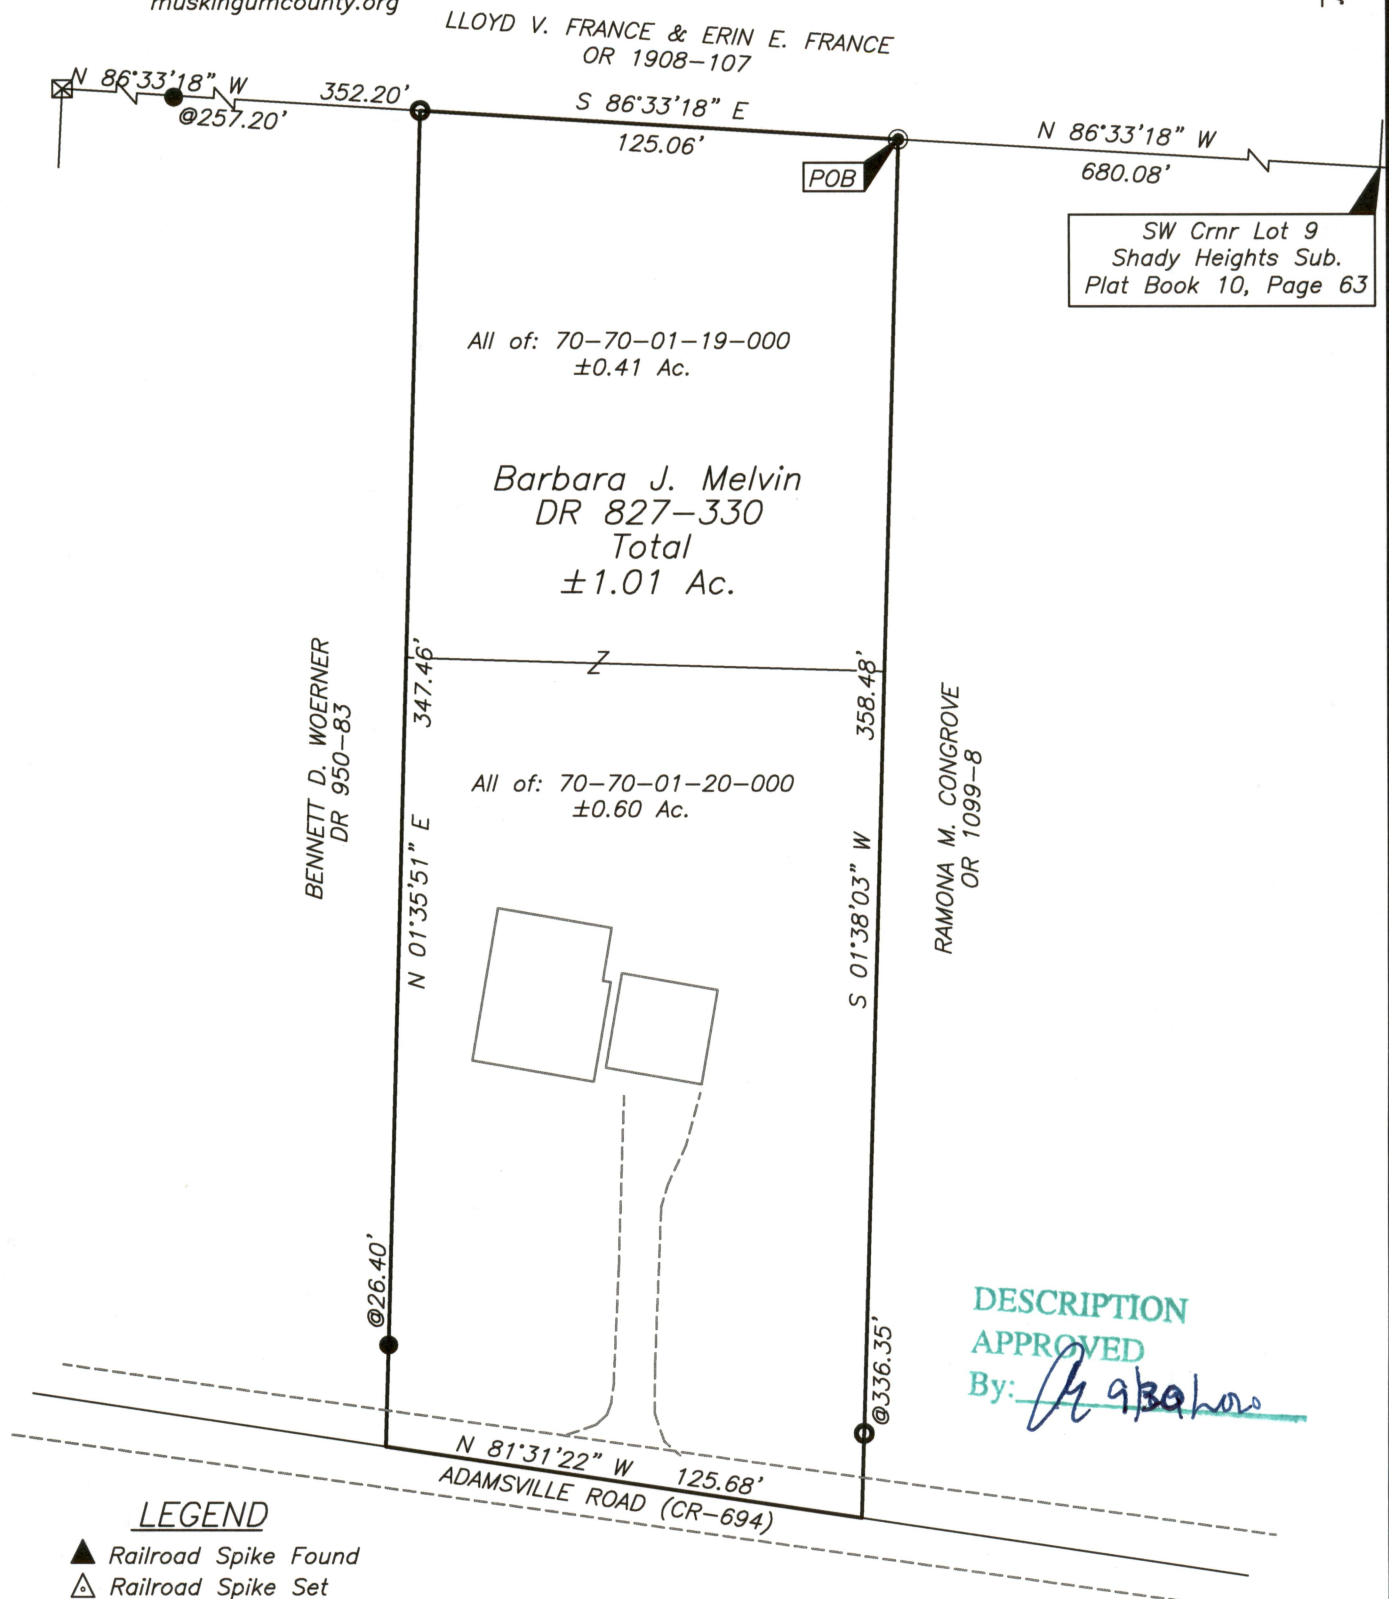 muskingumcounty.org
LLOYD V. FRANCE & ERIN E. FRANCE
OR 1908-107
N 86°33'18" W
352.20'
@257.20'
S 86°33'18" E
125.06'
N 86°33'18" W
680.08'
POB
SW Crnr Lot 9
Shady Heights Sub.
Plat Book 10, Page 63
All of: 70-70-01-19-000
±0.41 Ac.
Barbara J. Melvin
DR 827-330
Total
±1.01 Ac.
BENNETT D. WOERNER
DR 950-83
347.46'
N 01°35'51" E
358.48'
S 01°38'03" W
RAMONA M. CONGROVE
OR 1099-8
All of: 70-70-01-20-000
±0.60 Ac.
@26.40'
@336.35'
DESCRIPTION
APPROVED
By:
N 81°31'22" W 125.68'
ADAMSVILLE ROAD (CR-694)
LEGEND
Railroad Spike Found
Railroad Spike Set